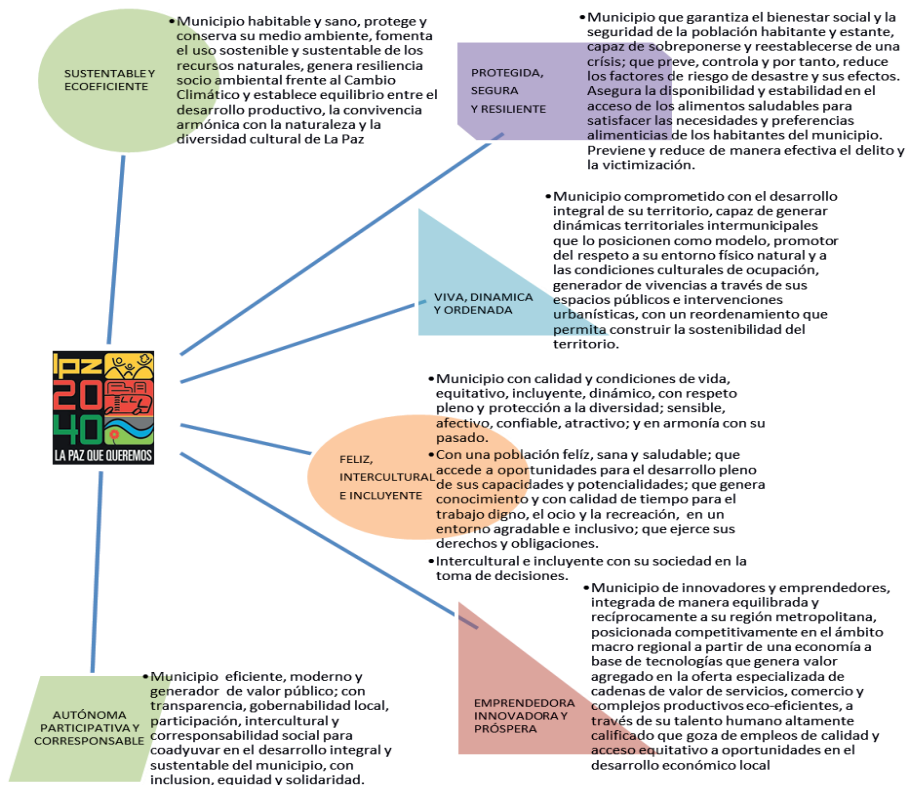 SUSTENTABLE Y
ECOEFICIENTE
•Municipio habitable y sano, protege y
conserva su medio ambiente, fomenta
el uso sostenible y sustentable de los
recursos naturales, genera resiliencia
socio ambiental frente al Cambio
Climático y establece equilibrio entre el
desarrollo productivo, la convivencia
armónica con la naturaleza y la
diversidad cultural de La Paz
PROTEGIDA,
SEGURA
Y RESILIENTE
•Municipio que garantiza el bienestar social y la
seguridad de la población habitante y estante,
capaz de sobreponerse y reestablecerse de una
crísis; que preve, controla y por tanto, reduce
los factores de riesgo de desastre y sus efectos.
Asegura la disponibilidad y estabilidad en el
acceso de los alimentos saludables para
satisfacer las necesidades y preferencias
alimenticias de los habitantes del municipio.
Previene y reduce de manera efectiva el delito y
la victimización.
VIVA, DINAMICA
Y ORDENADA
•Municipio comprometido con el desarrollo
integral de su territorio, capaz de generar
dinámicas territoriales intermunicipales
que lo posicionen como modelo, promotor
del respeto a su entorno físico natural y a
las condiciones culturales de ocupación,
generador de vivencias a través de sus
espacios públicos e intervenciones
urbanísticas, con un reordenamiento que
permita construir la sostenibilidad del
territorio.
lpz
20
40
LA PAZ QUE QUEREMOS
FELIZ,
INTERCULTURAL
E INCLUYENTE
•Municipio con calidad y condiciones de vida,
equitativo, incluyente, dinámico, con respeto
pleno y protección a la diversidad; sensible,
afectivo, confiable, atractivo; y en armonía con su
pasado.
•Con una población felíz, sana y saludable; que
accede a oportunidades para el desarrollo pleno
de sus capacidades y potencialidades; que genera
conocimiento y con calidad de tiempo para el
trabajo digno, el ocio y la recreación, en un
entorno agradable e inclusivo; que ejerce sus
derechos y obligaciones.
•Intercultural e incluyente con su sociedad en la
toma de decisiones.
EMPRENDEDORA
INNOVADORA Y
PRÓSPERA
•Municipio de innovadores y emprendedores,
integrada de manera equilibrada y
recíprocamente a su región metropolitana,
posicionada competitivamente en el ámbito
macro regional a partir de una economía a
base de tecnologías que genera valor
agregado en la oferta especializada de
cadenas de valor de servicios, comercio y
complejos productivos eco-eficientes, a
través de su talento humano altamente
calificado que goza de empleos de calidad y
acceso equitativo a oportunidades en el
desarrollo económico local
AUTÓNOMA
PARTICIPATIVA Y
CORRESPONSABLE
•Municipio eficiente, moderno y
generador de valor público; con
transparencia, gobernabilidad local,
participación, intercultural y
corresponsabilidad social para
coadyuvar en el desarrollo integral y
sustentable del municipio, con
inclusion, equidad y solidaridad.